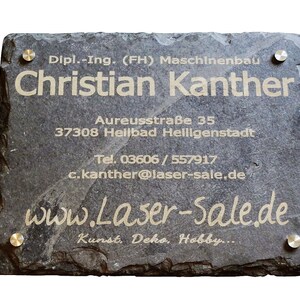 Dipl.-Ing. (FH) Maschinenbau
Christian Kanther
Aureusstraße 35
37308 Heilbad Heiligenstadt
Tel. 03606 / 557917
c.kanther@laser-sale.de
www.Laser-Sale.de
Kunst. Deko. Hobby...